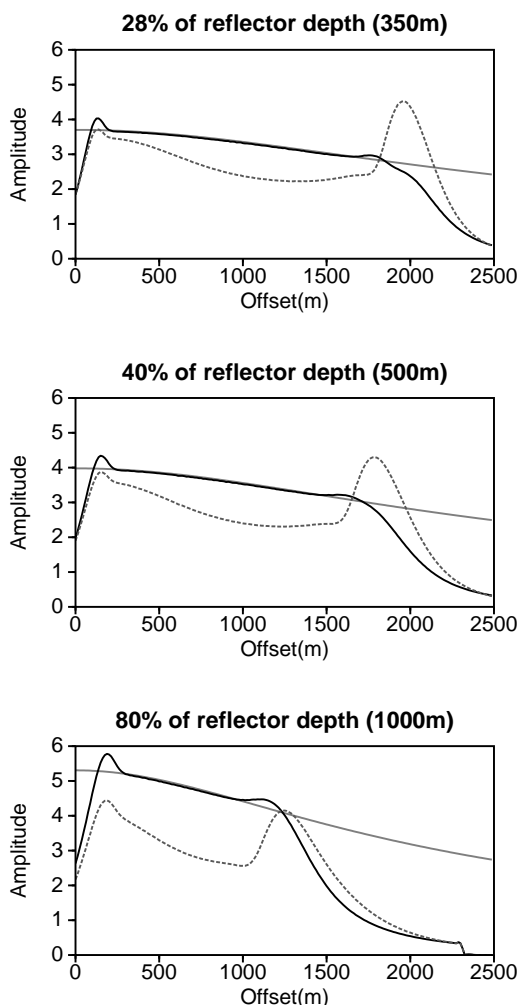 28% of reflector depth (350m)
6
5
4
3
2
1
0
Amplitude
0 500 1000 1500 2000 2500
Offset(m)
40% of reflector depth (500m)
6
5
4
3
2
1
0
Amplitude
0 500 1000 1500 2000 2500
Offset(m)
80% of reflector depth (1000m)
6
5
4
3
2
1
0
Amplitude
0 500 1000 1500 2000 2500
Offset(m)